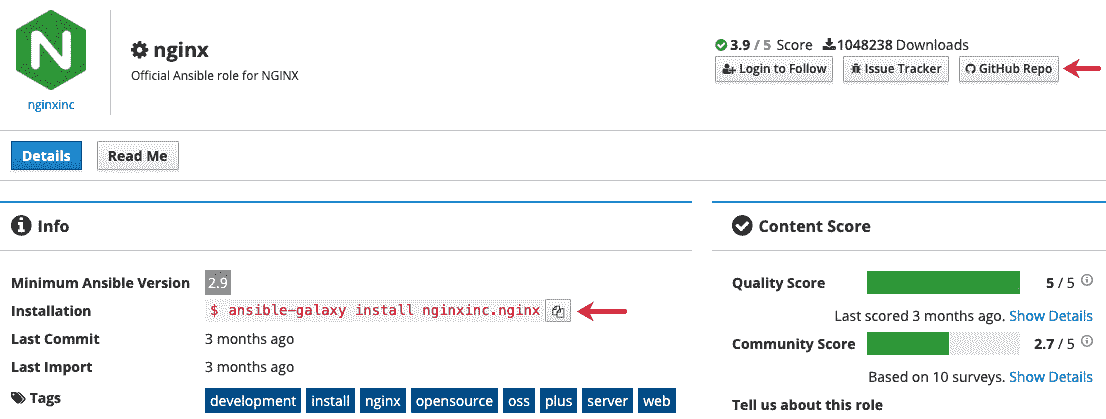 N
nginx
Official Ansible role for NGINX
nginxinc
3.9 / 5 Score 1048238 Downloads
Login to Follow Issue Tracker GitHub Repo
Details Read Me
Info
Minimum Ansible Version 2.9
Installation $ ansible-galaxy install nginxinc.nginx
Last Commit 3 months ago
Last Import 3 months ago
Tags development install nginx opensource oss plus server web
Content Score
Quality Score 5 / 5
Last scored 3 months ago. Show Details
Community Score 2.7 / 5
Based on 10 surveys. Show Details
Tell us about this role